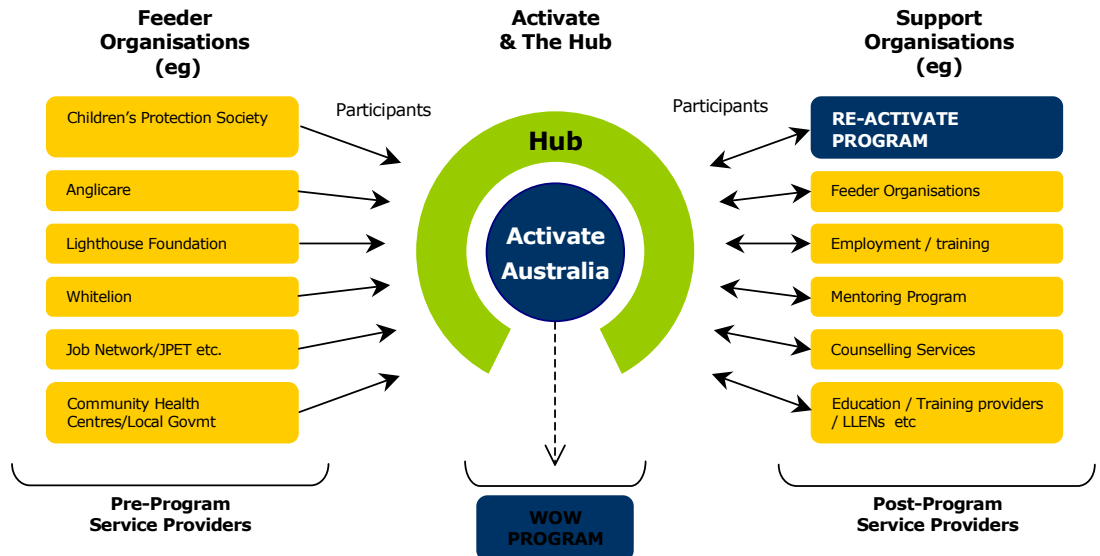 Feeder
Organisations
(eg)
Activate
& The Hub
Support
Organisations
(eg)
Participants
Participants
Children’s Protection Society
Anglicare
Lighthouse Foundation
Whitelion
Job Network/JPET etc.
Community Health
Centres/Local Govmt
Hub
Activate
Australia
RE-ACTIVATE
PROGRAM
Feeder Organisations
Employment / training
Mentoring Program
Counselling Services
Education / Training providers
/ LLENs  etc
Pre-Program
Service Providers
WOW
PROGRAM
Post-Program
Service Providers